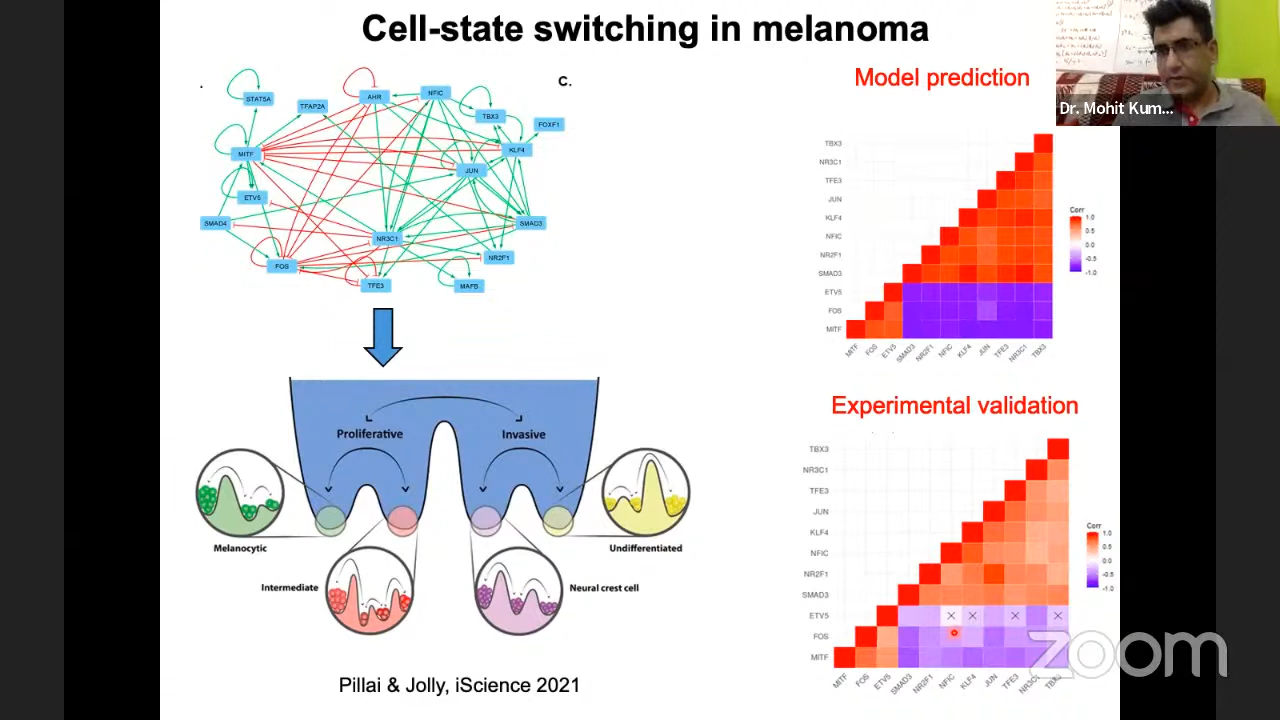 Cell-state switching in melanoma
Dr. Mohit Kum...
C.
STAT5A
TFAP2A
AHR
NFIC
TBX3
FOXF1
MITF
KLF4
JUN
ETV5
SMAD4
SMAD3
NR3C1
NR2F1
FOS
TFE3
MAFB
Proliferative
Invasive
Melanocytic
Undifferentiated
Intermediate
Neural crest cell
Pillai & Jolly, iScience 2021
Model prediction
TBX3
NR3C1
TFE3
JUN
KLF4
NFIC
NR2F1
SMAD3
ETV5
FOS
MITF
MITF
FOS
ETV5
SMAD3
NR2F1
NFIC
KLF4
JUN
TFE3
NR3C1
TBX3
Corr
1.0
0.5
0.0
-0.5
-1.0
Experimental validation
TBX3
NR3C1
TFE3
JUN
KLF4
NFIC
NR2F1
SMAD3
ETV5
FOS
MITF
MITF
FOS
ETV5
SMAD3
NR2F1
NFIC
KLF4
JUN
TFE3
NR3C1
TBX3
Corr
1.0
0.5
0.0
-0.5
-1.0
zoom